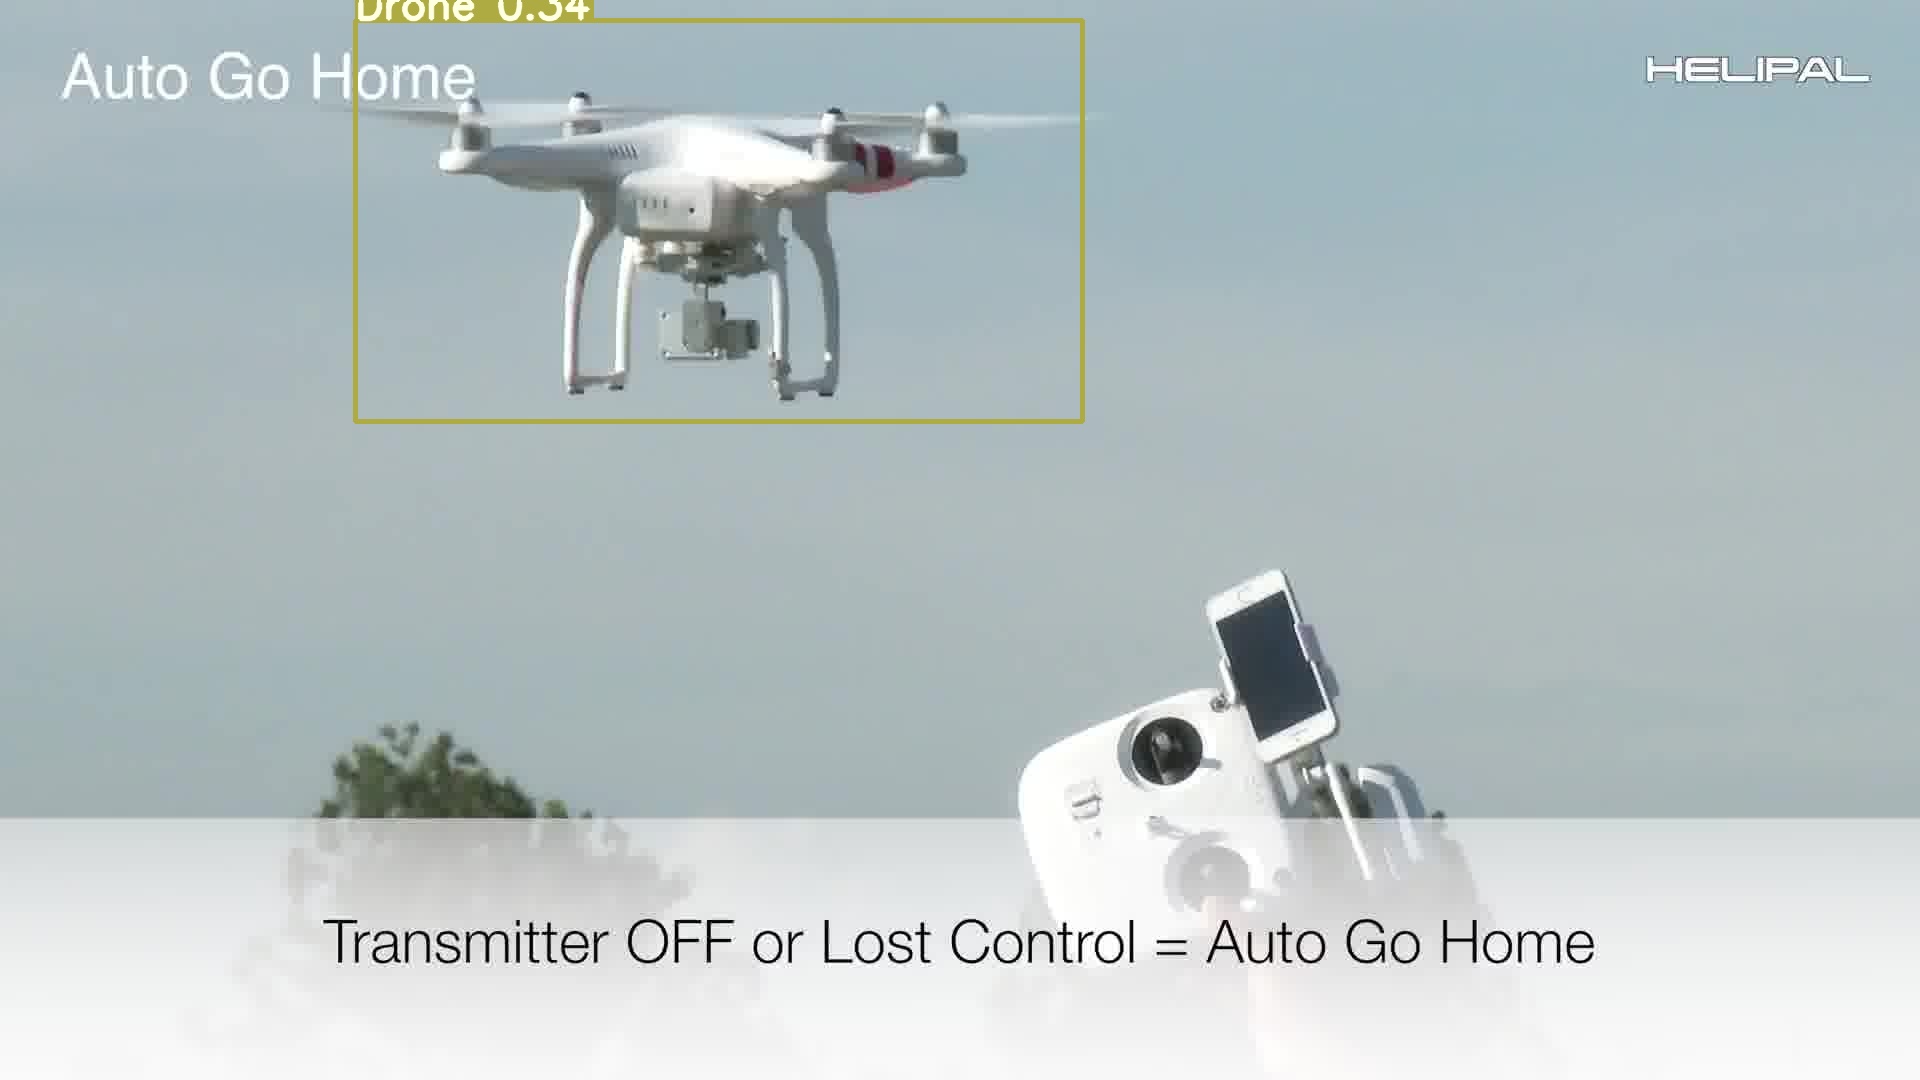 Drone 0.34
Auto Go Home
HELIPAL
Transmitter OFF or Lost Control = Auto Go Home